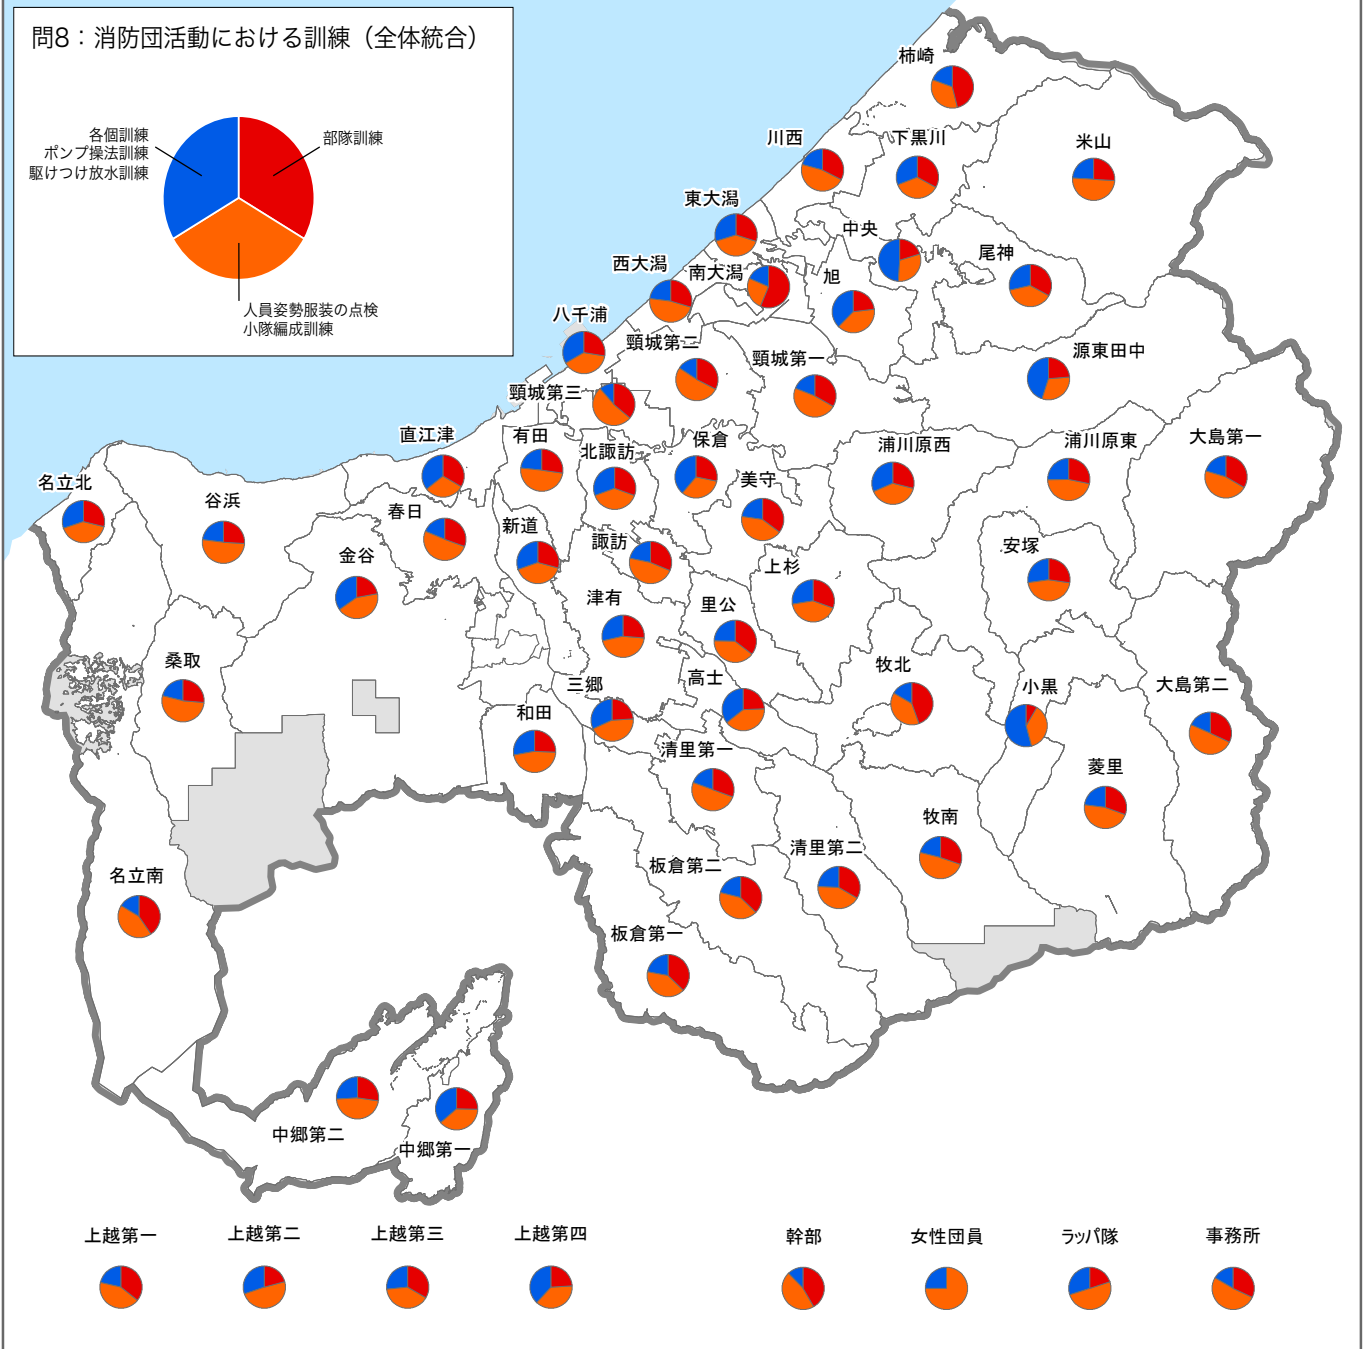 問8：消防団活動における訓練（全体統合）
各個訓練
ポンプ操法訓練
駆けつけ放水訓練
部隊訓練
人員姿勢服装の点検
小隊編成訓練
柿崎
川西
下黒川
米山
東大潟
中央
尾神
西大潟
南大潟
旭
八千浦
頸城第二
頸城第一
源東田中
頸城第三
直江津
有田
北諏訪
保倉
浦川原西
浦川原東
大島第一
名立北
谷浜
美守
春日
新道
諏訪
金谷
安塚
上杉
津有
里公
桑取
三郷
高士
牧北
小黒
大島第二
和田
清里第一
菱里
牧南
名立南
板倉第二
清里第二
板倉第一
中郷第二
中郷第一
上越第一
上越第二
上越第三
上越第四
幹部
女性団員
ラッパ隊
事務所